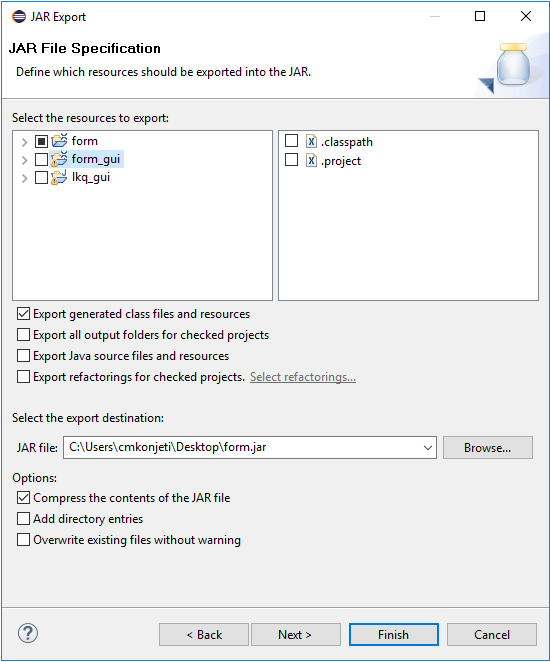 JAR Export
JAR File Specification
Define which resources should be exported into the JAR.
Select the resources to export:
form
form_gui
lkq_gui
.classpath
.project
Export generated class files and resources
Export all output folders for checked projects
Export Java source files and resources
Export refactorings for checked projects. Select refactorings...
Select the export destination:
JAR file: C:\Users\cmkonjeti\Desktop\form.jar Browse...
Options:
Compress the contents of the JAR file
Add directory entries
Overwrite existing files without warning
? < Back Next > Finish Cancel